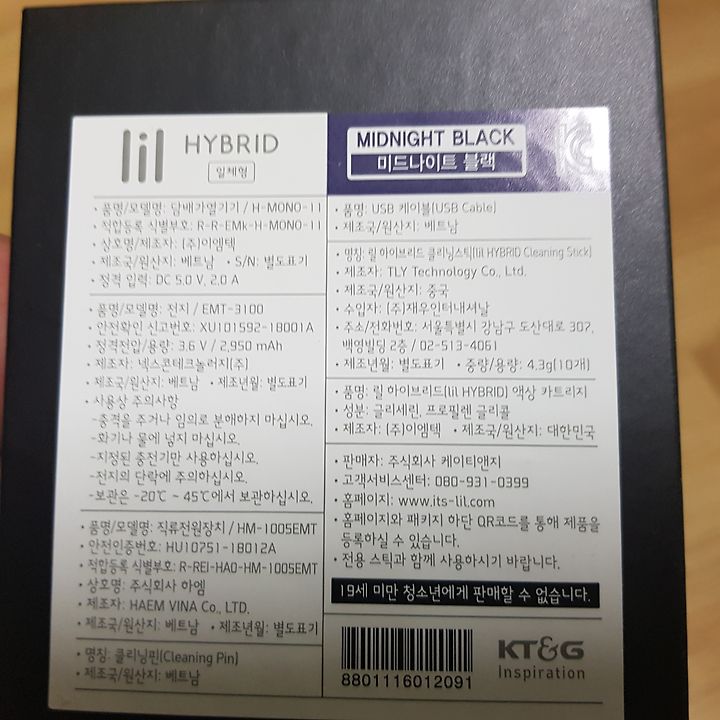 lil HYBRID
일체형
• 품명/모델명: 담배가열기기 / H-MONO-11
• 적합등록 식별부호: R-R-EMk-H-MONO-11
• 상호명/제조자: (주)이엠텍
• 제조국/원산지: 베트남 • S/N: 별도표기
• 정격 입력: DC 5.0 V, 2.0 A
• 품명/모델명: 전지 / EMT-3100
• 안전확인 신고번호: XU101592-18001A
• 정격전압/용량: 3.6 V / 2,950 mAh
• 제조자: 넥스콘테크놀러지(주)
• 제조국/원산지: 베트남 • 제조년월: 별도표기
• 사용상 주의사항
-충격을 주거나 임의로 분해하지 마십시오.
-화기나 물에 넣지 마십시오.
-지정된 충전기만 사용하십시오.
-전지의 단락에 주의하십시오.
-보관은 -20℃ ~ 45℃에서 보관하십시오.
• 품명/모델명: 직류전원장치 / HM-1005EMT
• 안전인증번호: HU10751-18012A
• 적합등록 식별부호: R-REI-HAO-HM-1005EMT
• 상호명: 주식회사 하엠
• 제조자: HAEM VINA Co., LTD.
• 제조국/원산지: 베트남 • 제조년월: 별도표기
• 명칭: 클리닝핀(Cleaning Pin)
• 제조국/원산지: 베트남
MIDNIGHT BLACK
미드나이트 블랙
• 품명: USB 케이블(USB Cable)
• 제조국/원산지: 베트남
• 명칭: 릴 하이브리드 클리닝스틱(lil HYBRID Cleaning Stick)
• 제조자: TLY Technology Co., Ltd.
• 제조국/원산지: 중국
• 수입자: (주)재우인터내셔날
• 주소/전화번호: 서울특별시 강남구 도산대로 307,
백영빌딩 2층 / 02-513-4061
• 제조년월: 별도표기 • 중량/용량: 4.3g(10개)
• 품명: 릴 하이브리드(lil HYBRID) 액상 카트리지
• 성분: 글리세린, 프로필렌 글리콜
• 제조자: (주)이엠텍 • 제조국/원산지: 대한민국
• 판매자: 주식회사 케이티앤지
• 고객서비스센터: 080-931-0399
• 홈페이지: www.its-lil.com
• 홈페이지와 패키지 하단 QR코드를 통해 제품을
등록하실 수 있습니다.
• 전용 스틱과 함께 사용하시기 바랍니다.
19세 미만 청소년에게 판매할 수 없습니다.
8801116012091
KT&G
Inspiration